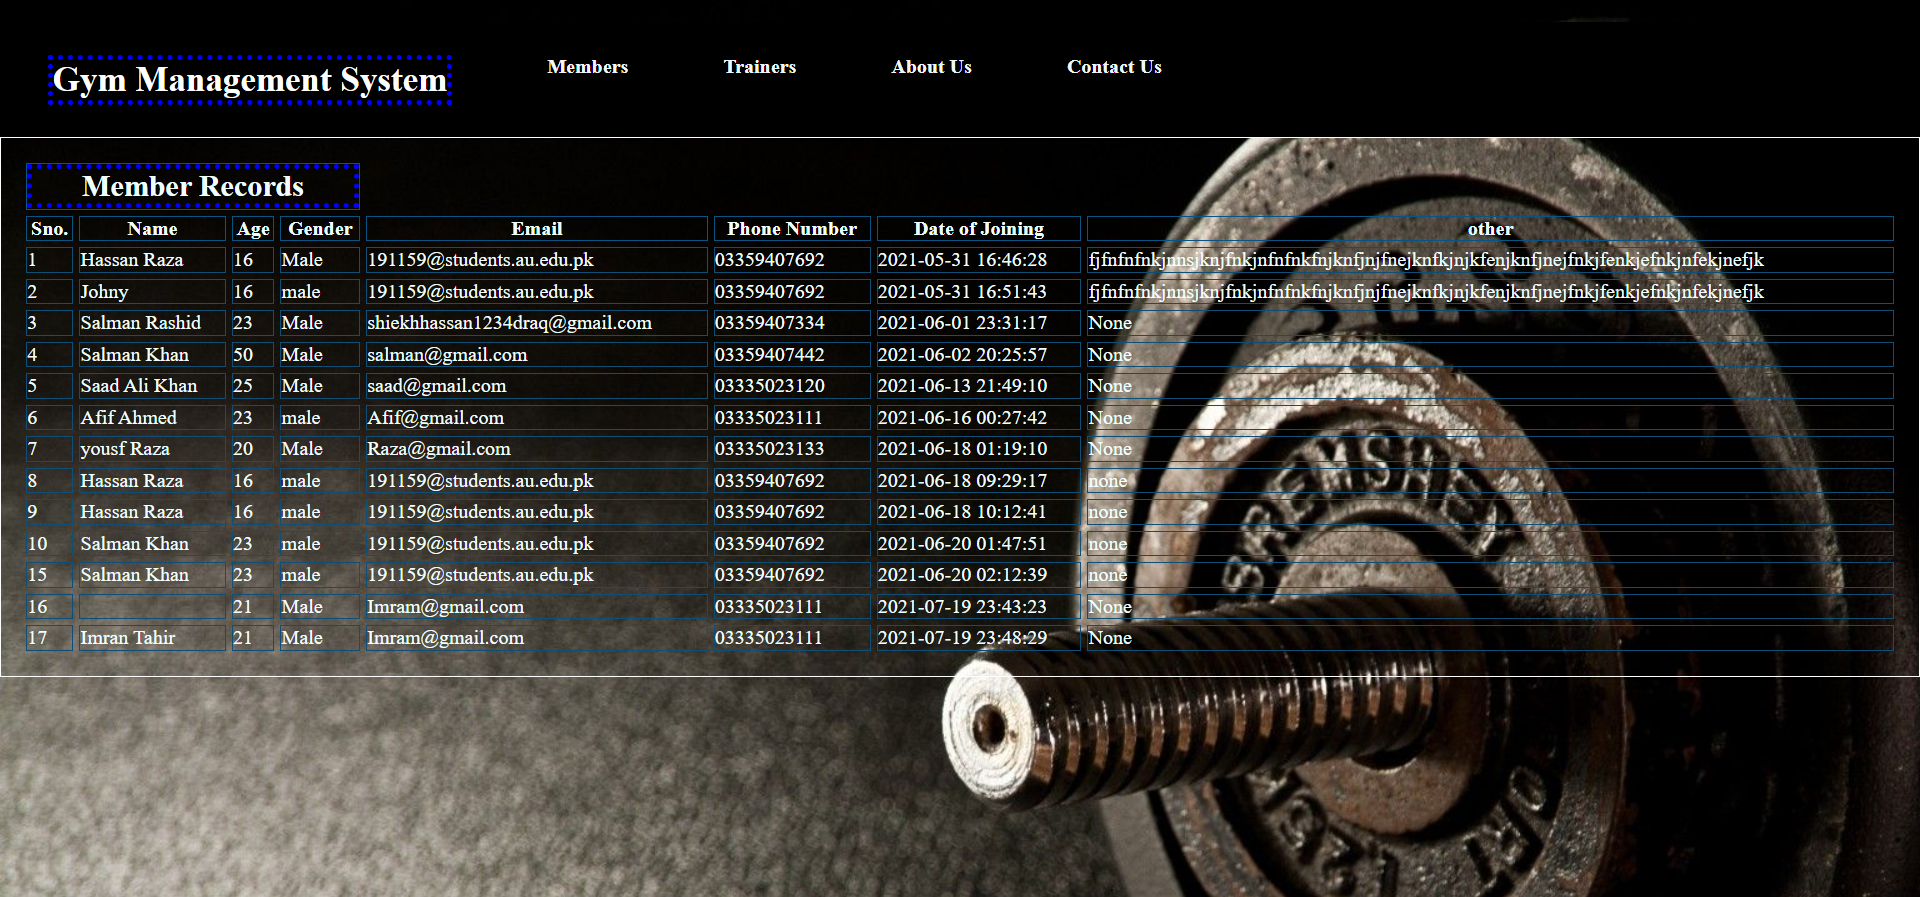 Gym Management System Members Trainers About Us Contact Us
Member Records
Sno. Name Age Gender Email Phone Number Date of Joining other
1 Hassan Raza 16 Male 191159@students.au.edu.pk 03359407692 2021-05-31 16:46:28 fjfnfnfnkjnnsjknjfnkjnfnfnkfnjknfjnjfnejknfkjnjkfenjknfjnejfnkjfenkjefnkjnfekjnefjk
2 Johny 16 male 191159@students.au.edu.pk 03359407692 2021-05-31 16:51:43 fjfnfnfnkjnnsjknjfnkjnfnfnkfnjknfjnjfnejknfkjnjkfenjknfjnejfnkjfenkjefnkjnfekjnefjk
3 Salman Rashid 23 Male shiekhhassan1234draq@gmail.com 03359407334 2021-06-01 23:31:17 None
4 Salman Khan 50 Male salman@gmail.com 03359407442 2021-06-02 20:25:57 None
5 Saad Ali Khan 25 Male saad@gmail.com 03335023120 2021-06-13 21:49:10 None
6 Afif Ahmed 23 male Afif@gmail.com 03335023111 2021-06-16 00:27:42 None
7 yousf Raza 20 Male Raza@gmail.com 03335023133 2021-06-18 01:19:10 None
8 Hassan Raza 16 male 191159@students.au.edu.pk 03359407692 2021-06-18 09:29:17 none
9 Hassan Raza 16 male 191159@students.au.edu.pk 03359407692 2021-06-18 10:12:41 none
10 Salman Khan 23 male 191159@students.au.edu.pk 03359407692 2021-06-20 01:47:51 none
15 Salman Khan 23 male 191159@students.au.edu.pk 03359407692 2021-06-20 02:12:39 none
16 21 Male Imram@gmail.com 03335023111 2021-07-19 23:43:23 None
17 Imran Tahir 21 Male Imram@gmail.com 03335023111 2021-07-19 23:48:29 None